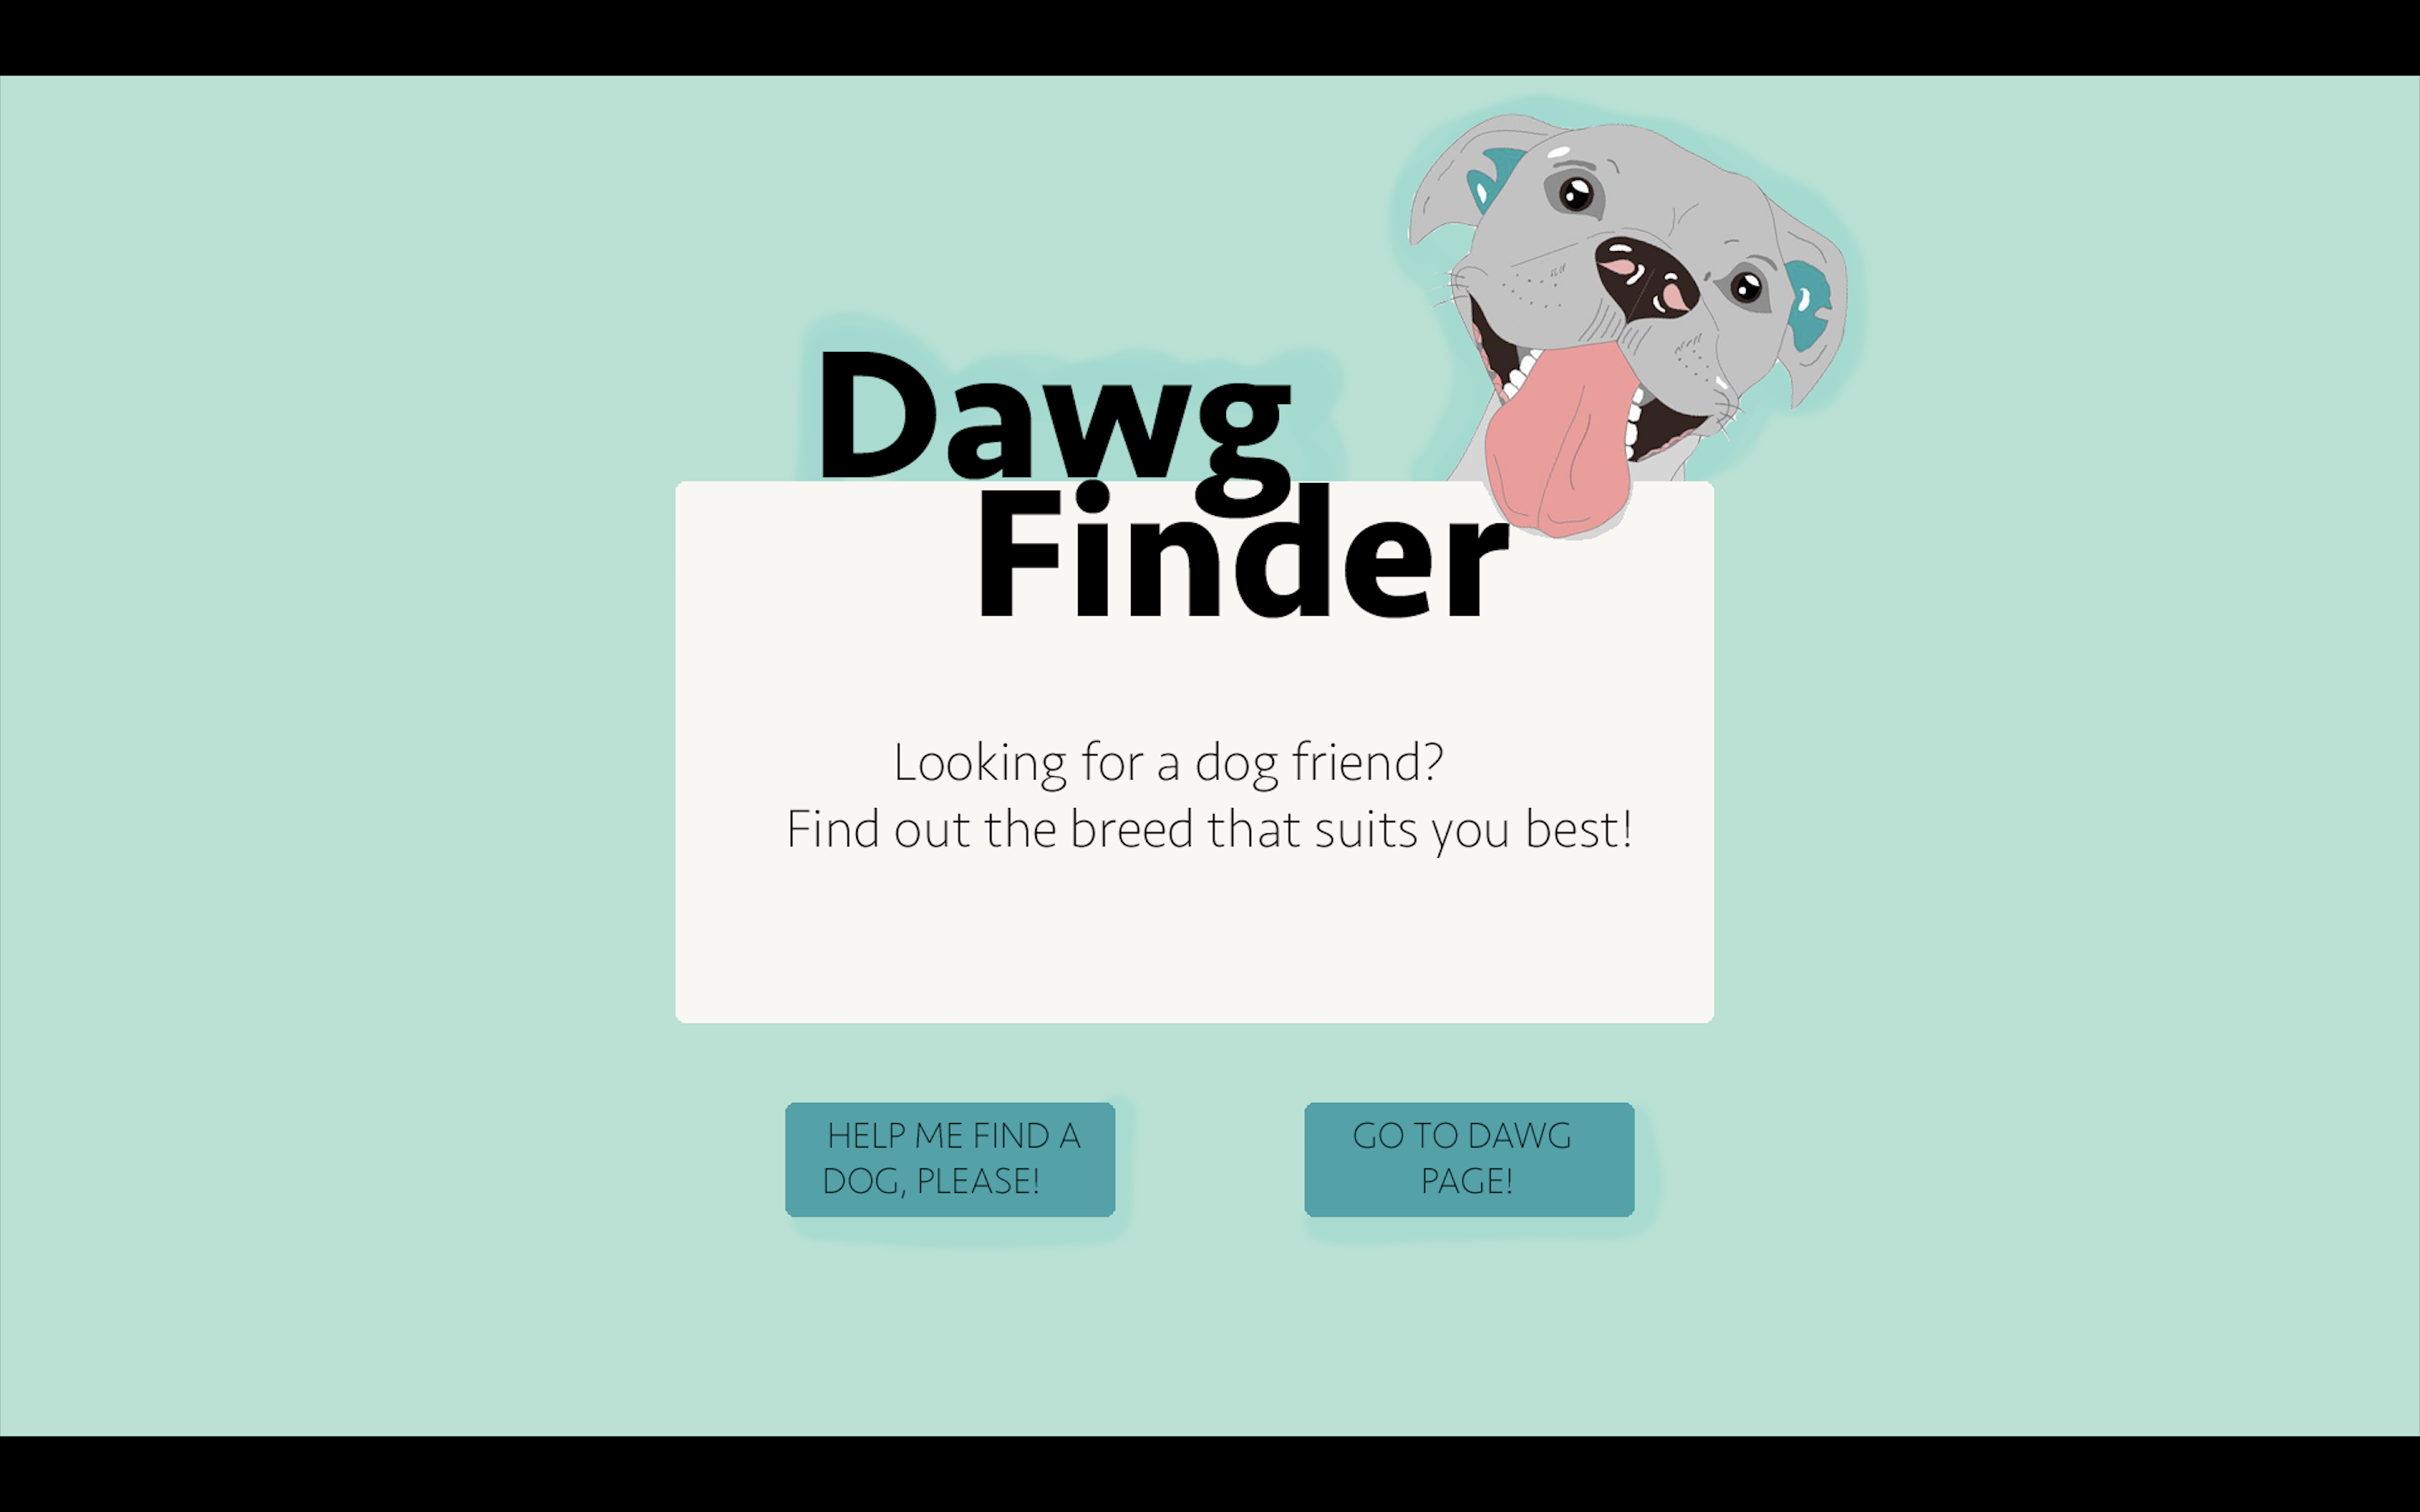 Dawg
Finder
Looking for a dog friend?
Find out the breed that suits you best!
HELP ME FIND A
DOG, PLEASE!
GO TO DAWG
PAGE!